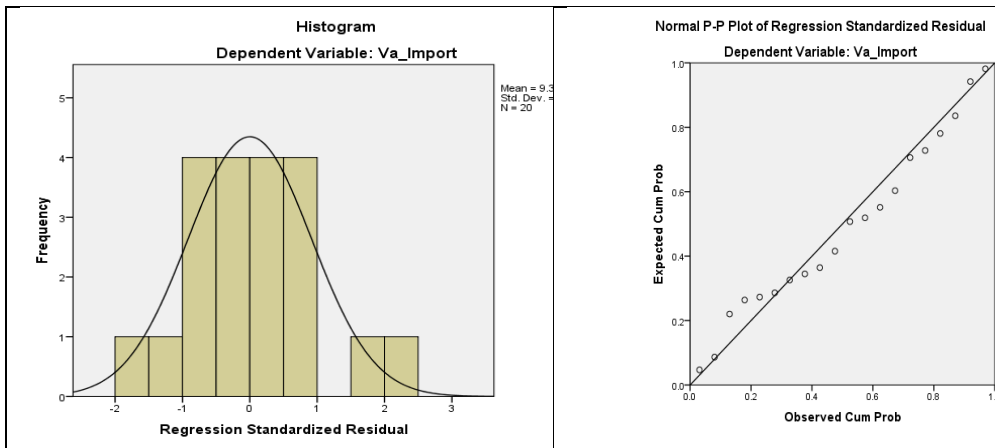 Histogram
Dependent Variable: Va_Import
Mean = 9.3
Std. Dev. =
N = 20
Frequency
5
4
3
2
1
0
-2 -1 0 1 2 3
Regression Standardized Residual
Normal P-P Plot of Regression Standardized Residual
Dependent Variable: Va_Import
Expected Cum Prob
1.0
0.8
0.6
0.4
0.2
0.0
0.0 0.2 0.4 0.6 0.8 1.
Observed Cum Prob